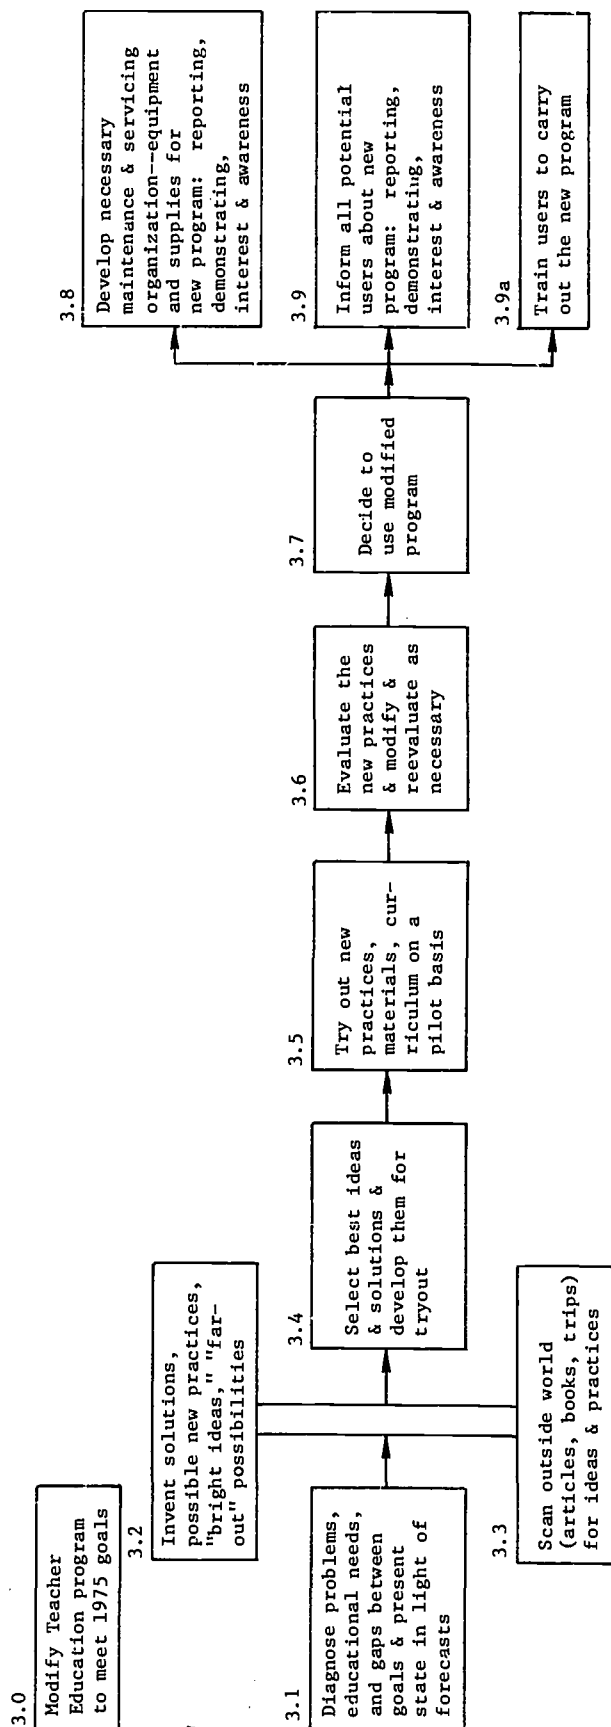 3.0
Modify Teacher
Education program
to meet 1975 goals
3.1
Diagnose problems,
educational needs,
and gaps between
goals & present
state in light of
forecasts
3.2
Invent solutions,
possible new practices,
"bright ideas," "far-
out" possibilities
3.3
Scan outside world
(articles, books, trips)
for ideas & practices
3.4
Select best ideas
& solutions &
develop them for
tryout
3.5
Try out new
practices,
materials, cur-
riculum on a
pilot basis
3.6
Evaluate the
new practices
& modify &
reevaluate as
necessary
3.7
Decide to
use modified
program
3.8
Develop necessary
maintenance & servicing
organization--equipment
and supplies for
new program: reporting,
demonstrating,
interest & awareness
3.9
Inform all potential
users about new
program: reporting,
demonstrating,
interest & awareness
3.9a
Train users to carry
out the new program